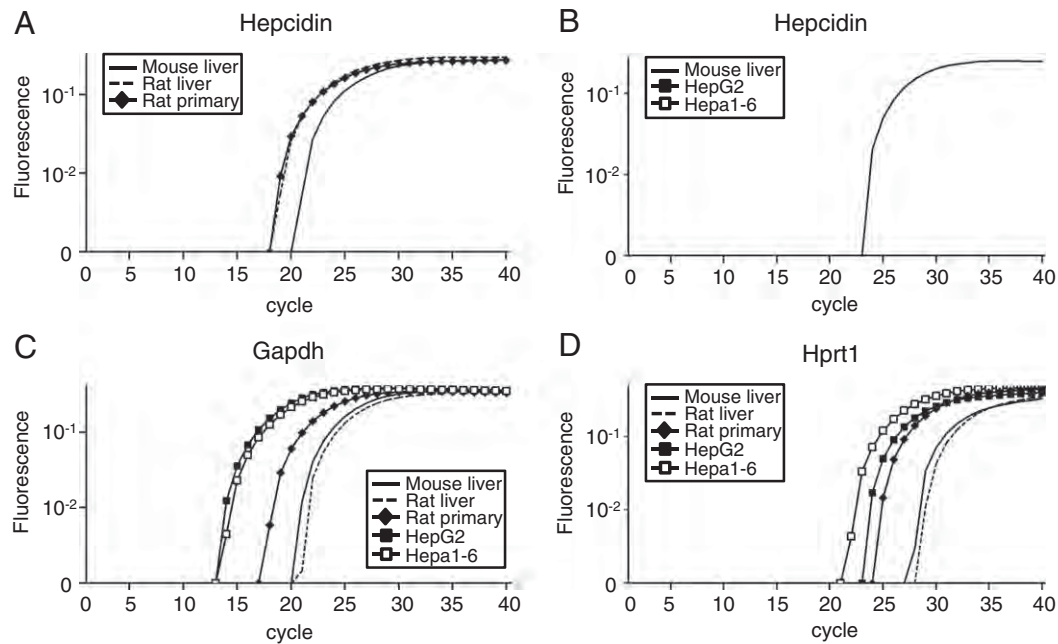 A
Hepcidin
Fluorescence
10⁻¹
10⁻²
0
Mouse liver
Rat liver
Rat primary
0 5 10 15 20 25 30 35 40
cycle
B
Hepcidin
Fluorescence
10⁻¹
10⁻²
0
Mouse liver
HepG2
Hepa1-6
0 5 10 15 20 25 30 35 40
cycle
C
Gapdh
Fluorescence
10⁻¹
10⁻²
0
Mouse liver
Rat liver
Rat primary
HepG2
Hepa1-6
0 5 10 15 20 25 30 35 40
cycle
D
Hprt1
Fluorescence
10⁻¹
10⁻²
0
Mouse liver
Rat liver
Rat primary
HepG2
Hepa1-6
0 5 10 15 20 25 30 35 40
cycle